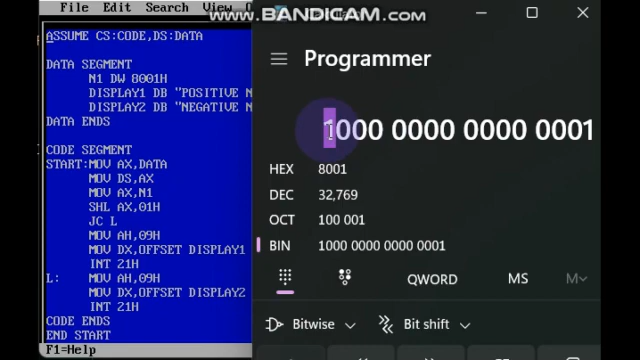 File Edit Search View
www.BANDICAM.com
ASSUME CS:CODE,DS:DATA
DATA SEGMENT
N1 DW 8001H
DISPLAY1 DB "POSITIVE N
DISPLAY2 DB "NEGATIVE N
DATA ENDS
CODE SEGMENT
START:MOV AX,DATA
MOV DS,AX
MOV AX,N1
SHL AX,01H
JC L
MOV AH,09H
MOV DX,OFFSET DISPLAY1
INT 21H
L: MOV AH,09H
MOV DX,OFFSET DISPLAY2
INT 21H
CODE ENDS
END START
F1=Help
Programmer
1000 0000 0000 0001
HEX 8001
DEC 32,769
OCT 100 001
BIN 1000 0000 0000 0001
QWORD MS M
Bitwise Bit shift